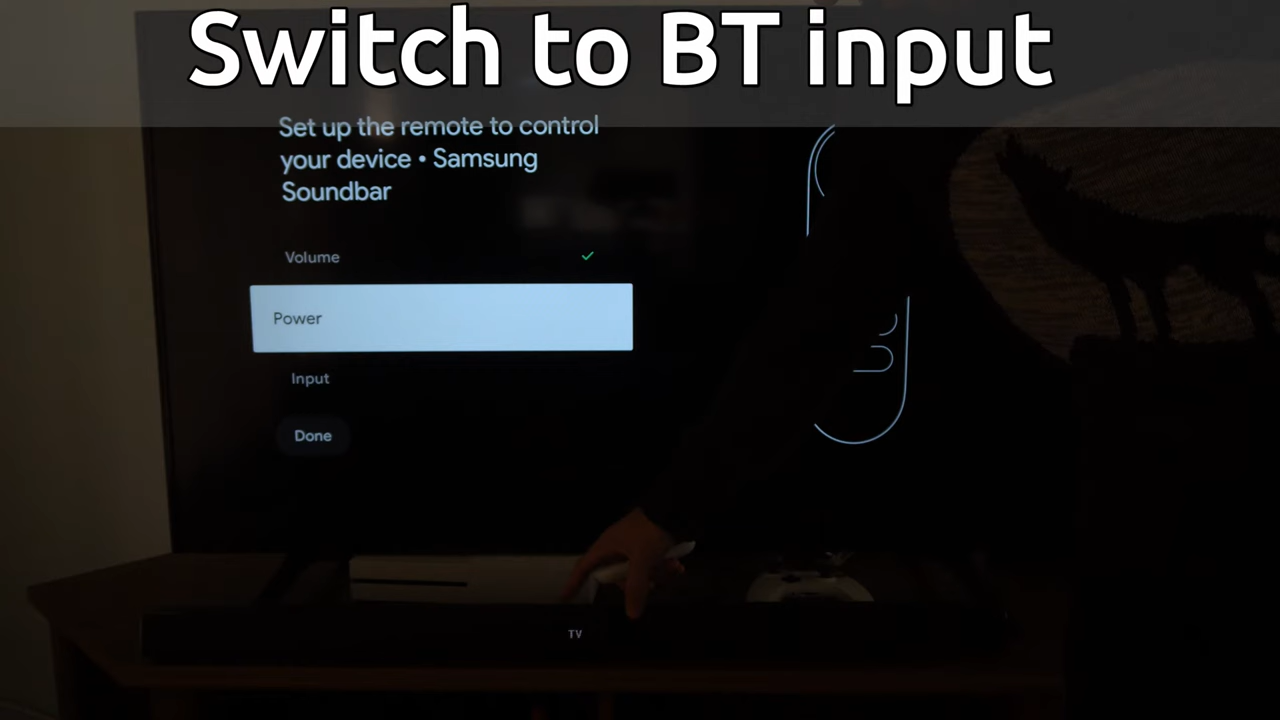 Switch to BT input
Set up the remote to control
your device • Samsung
Soundbar
Volume
Power
Input
Done
TV